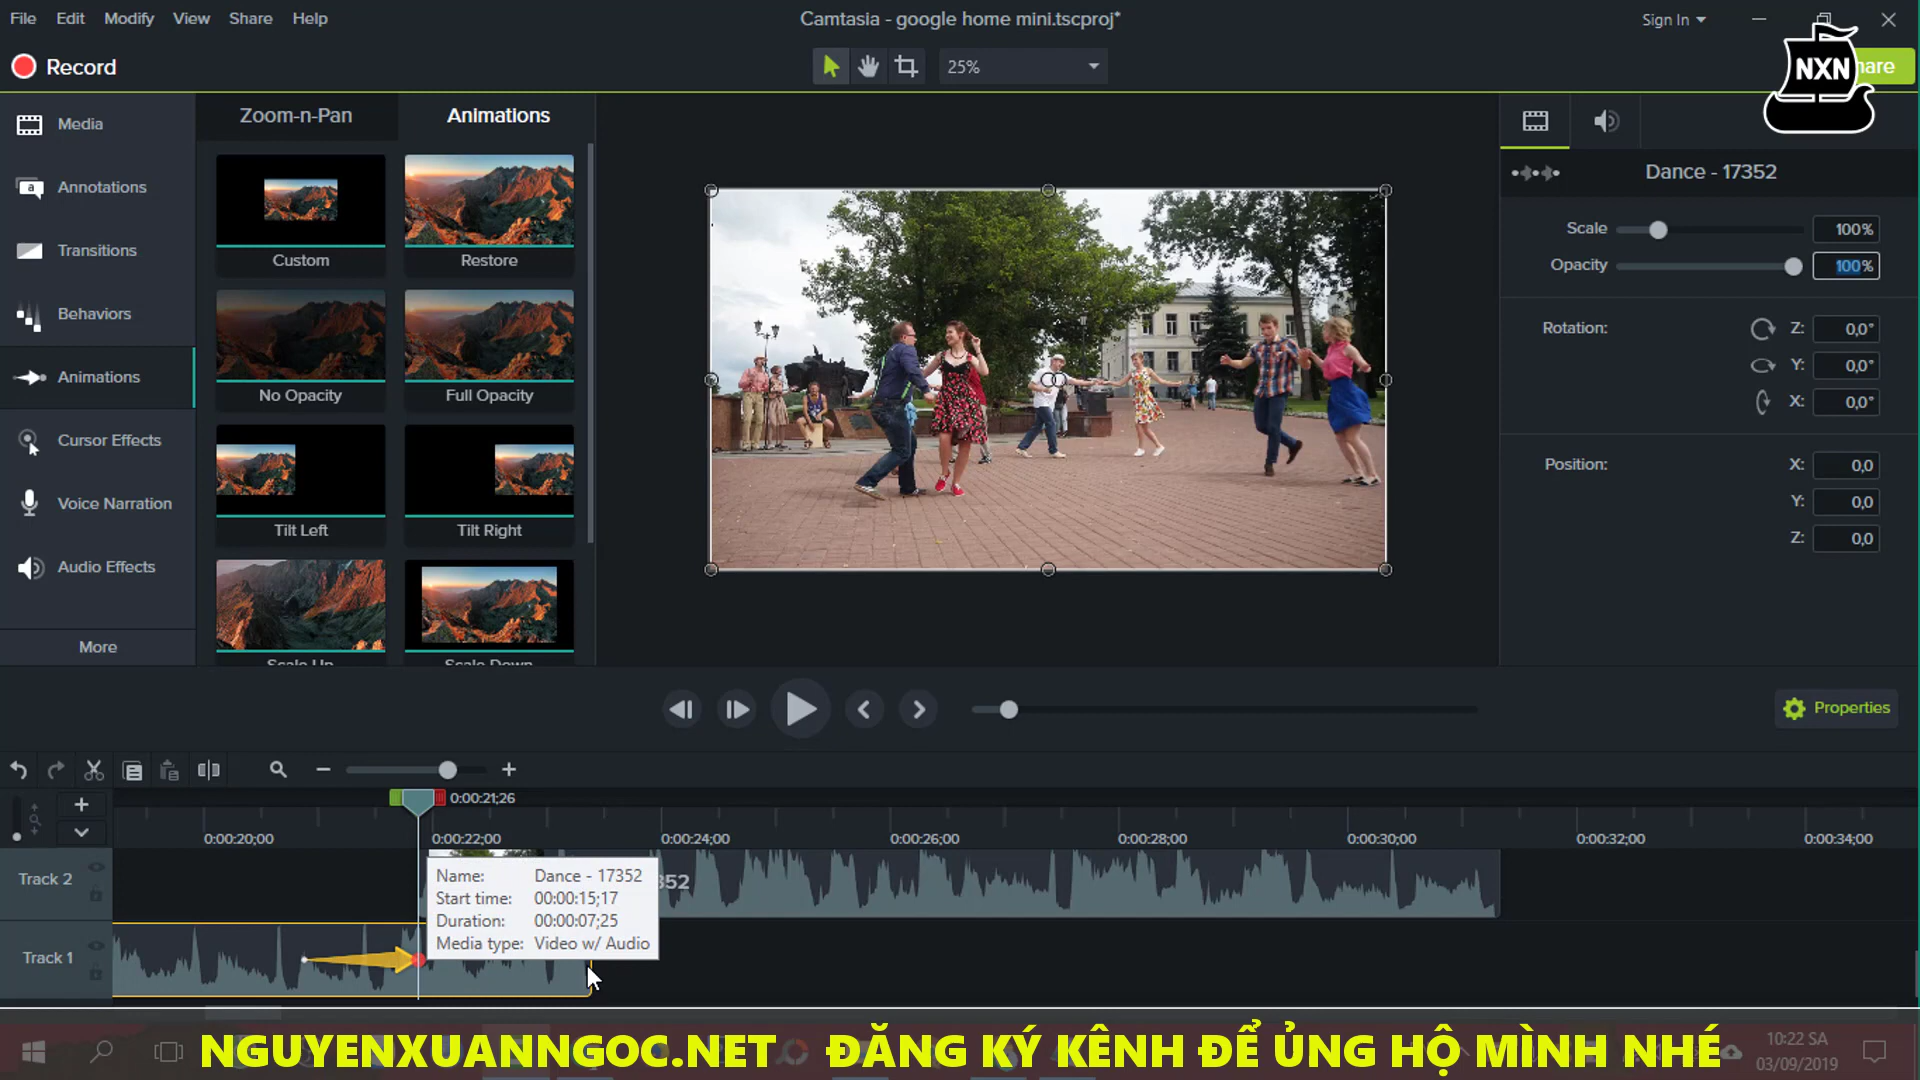 File Edit Modify View Share Help
Camtasia - google home mini.tscproj*
Sign In
Record
25%
NXN
Media
Annotations
Transitions
Behaviors
Animations
Cursor Effects
Voice Narration
Audio Effects
More
Zoom-n-Pan Animations
Custom Restore
No Opacity Full Opacity
Tilt Left Tilt Right
Scale Up Scale Down
Dance - 17352
Scale 100%
Opacity 100%
Rotation: Z: 0,0°
Y: 0,0°
X: 0,0°
Position: X: 0,0
Y: 0,0
Z: 0,0
Properties
0:00:21;26
0:00:20;00 0:00:22;00 0:00:24;00 0:00:26;00 0:00:28;00 0:00:30;00 0:00:32;00 0:00:34;00
Track 2
Track 1
Name: Dance - 17352
Start time: 00:00:15;17
Duration: 00:00:07;25
Media type: Video w/ Audio
NGUYENXUANNGOC.NET ĐĂNG KÝ KÊNH ĐỂ ỦNG HỘ MÌNH NHÉ
10:22 SA
03/09/2019